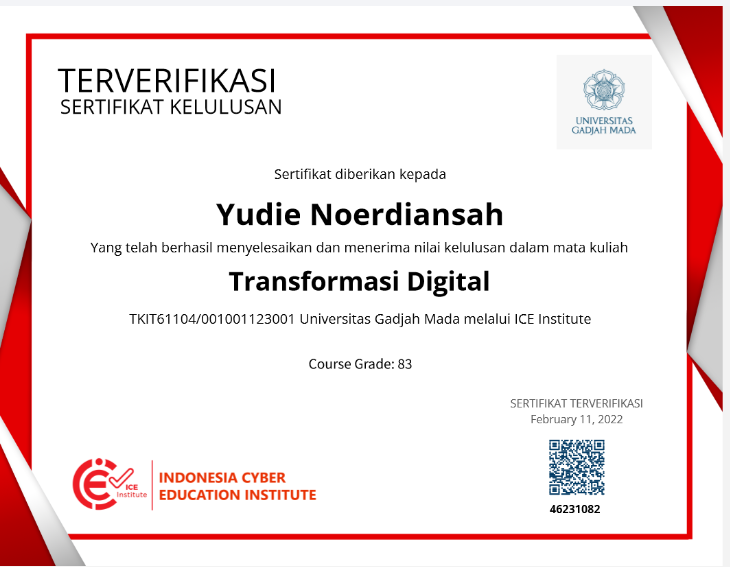 TERVERIFIKASI
SERTIFIKAT KELULUSAN
UNIVERSITAS
GADJAH MADA
Sertifikat diberikan kepada
Yudie Noerdiansah
Yang telah berhasil menyelesaikan dan menerima nilai kelulusan dalam mata kuliah
Transformasi Digital
TKIT61104/001001123001 Universitas Gadjah Mada melalui ICE Institute
Course Grade: 83
SERTIFIKAT TERVERIFIKASI
February 11, 2022
46231082
ICE
Institute
INDONESIA CYBER
EDUCATION INSTITUTE